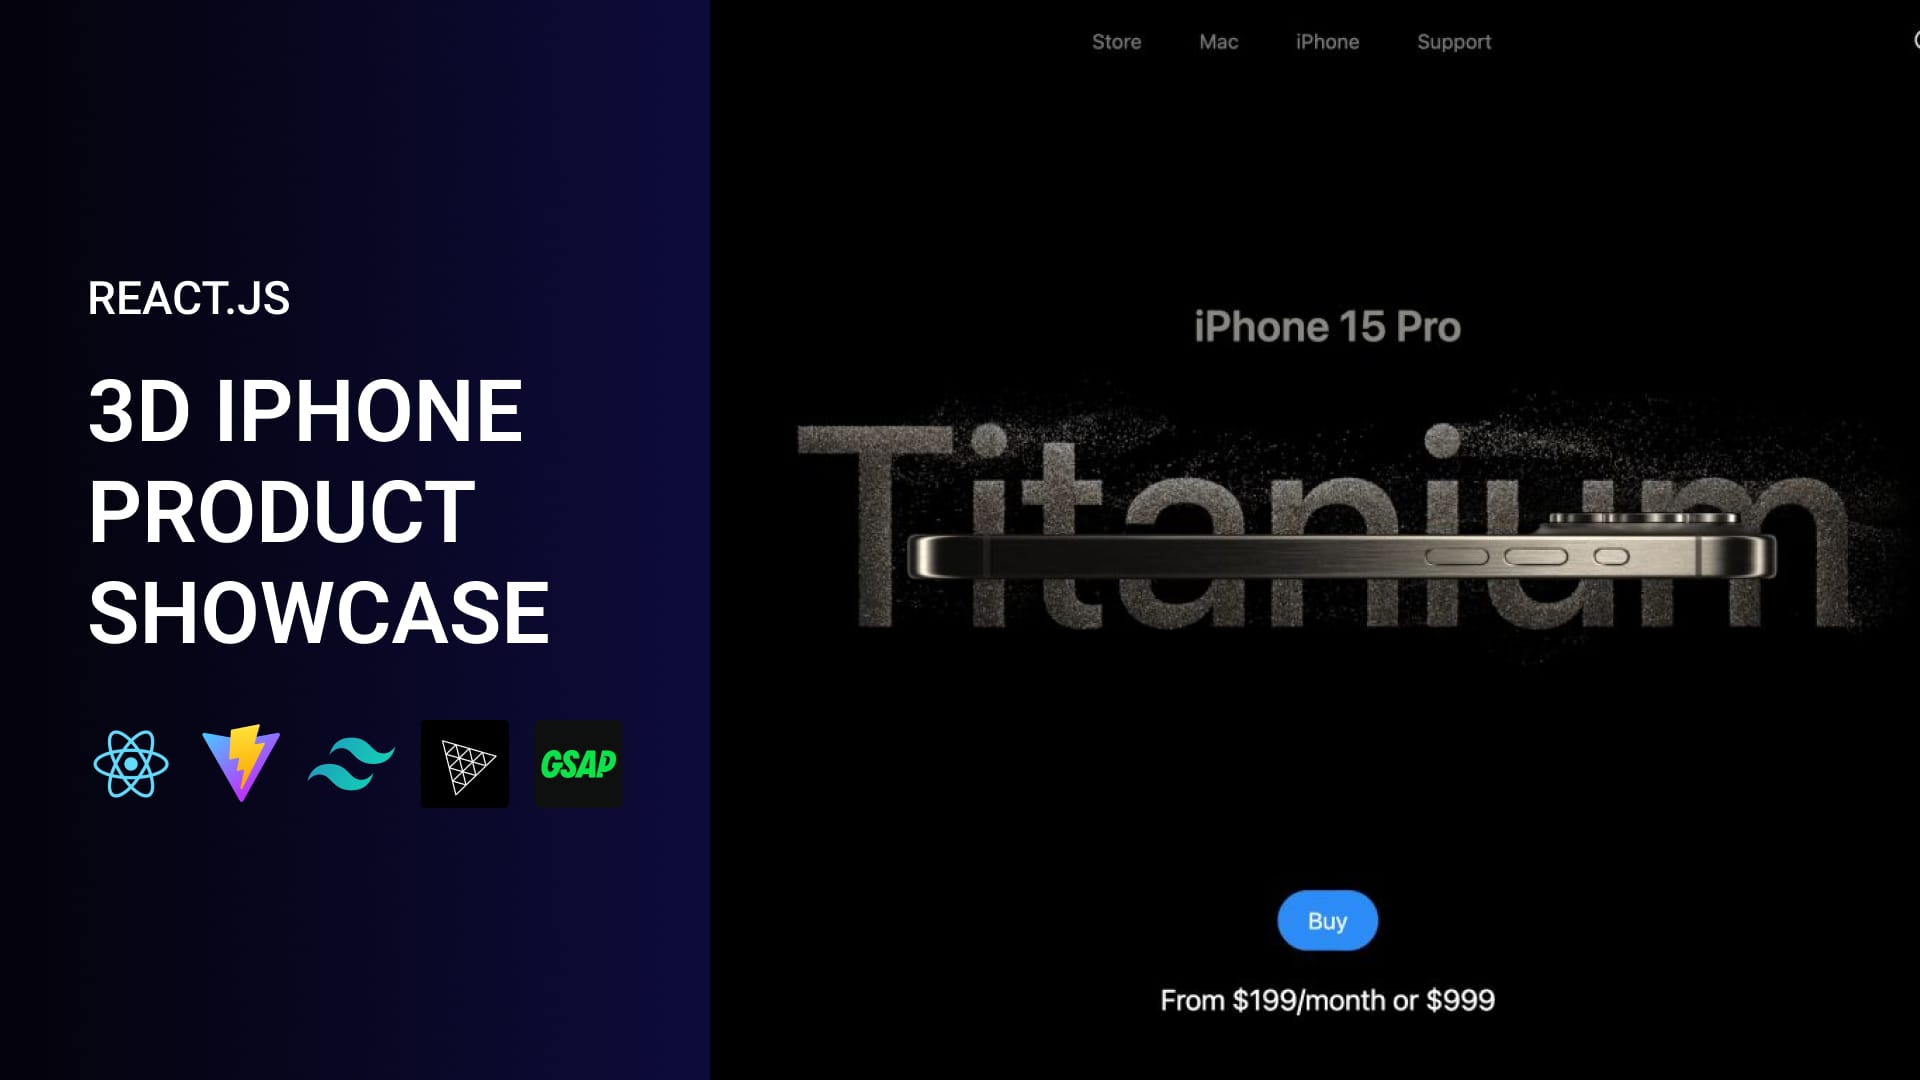 REACT.JS
3D IPHONE
PRODUCT
SHOWCASE
GSAP
Store Mac iPhone Support
iPhone 15 Pro
Titanium
Buy
From $199/month or $999